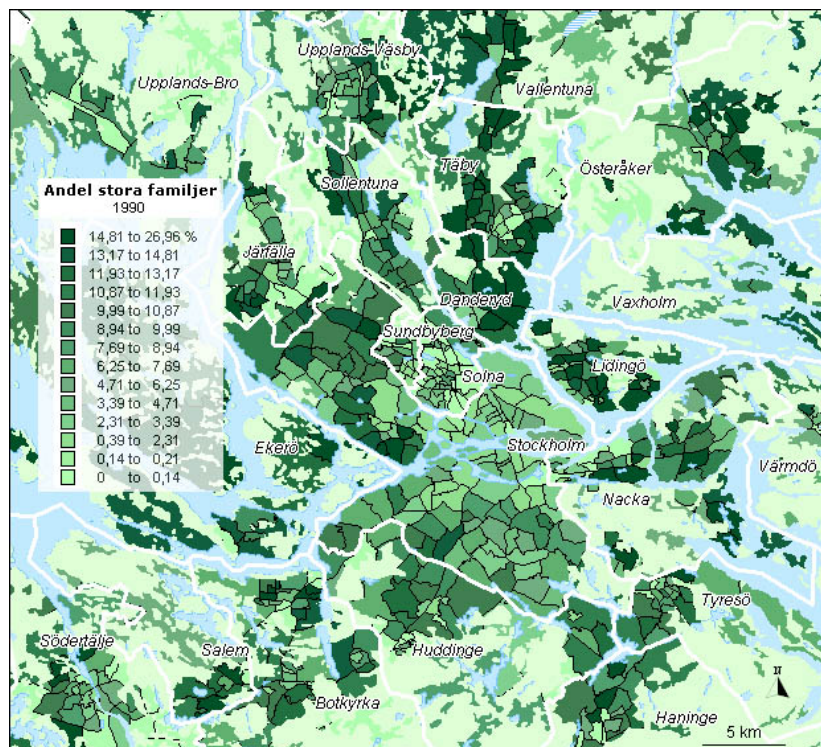 Upplands-Väsby
Upplands-Bro
Vallentuna
Täby
Österåker
Sollentuna
Andel stora familjer
1990
14,81 to 26,96 %
13,17 to 14,81
11,93 to 13,17
10,87 to 11,93
9,99 to 10,87
8,94 to 9,99
7,69 to 8,94
6,25 to 7,69
4,71 to 6,25
3,39 to 4,71
2,31 to 3,39
0,39 to 2,31
0,14 to 0,21
0 to 0,14
Järfälla
Danderyd
Vaxholm
Sundbyberg
Lidingö
Solna
Ekerö
Stockholm
Värmdö
Nacka
Tyresö
Södertälje
Salem
Huddinge
Botkyrka
Haninge
N
5 km